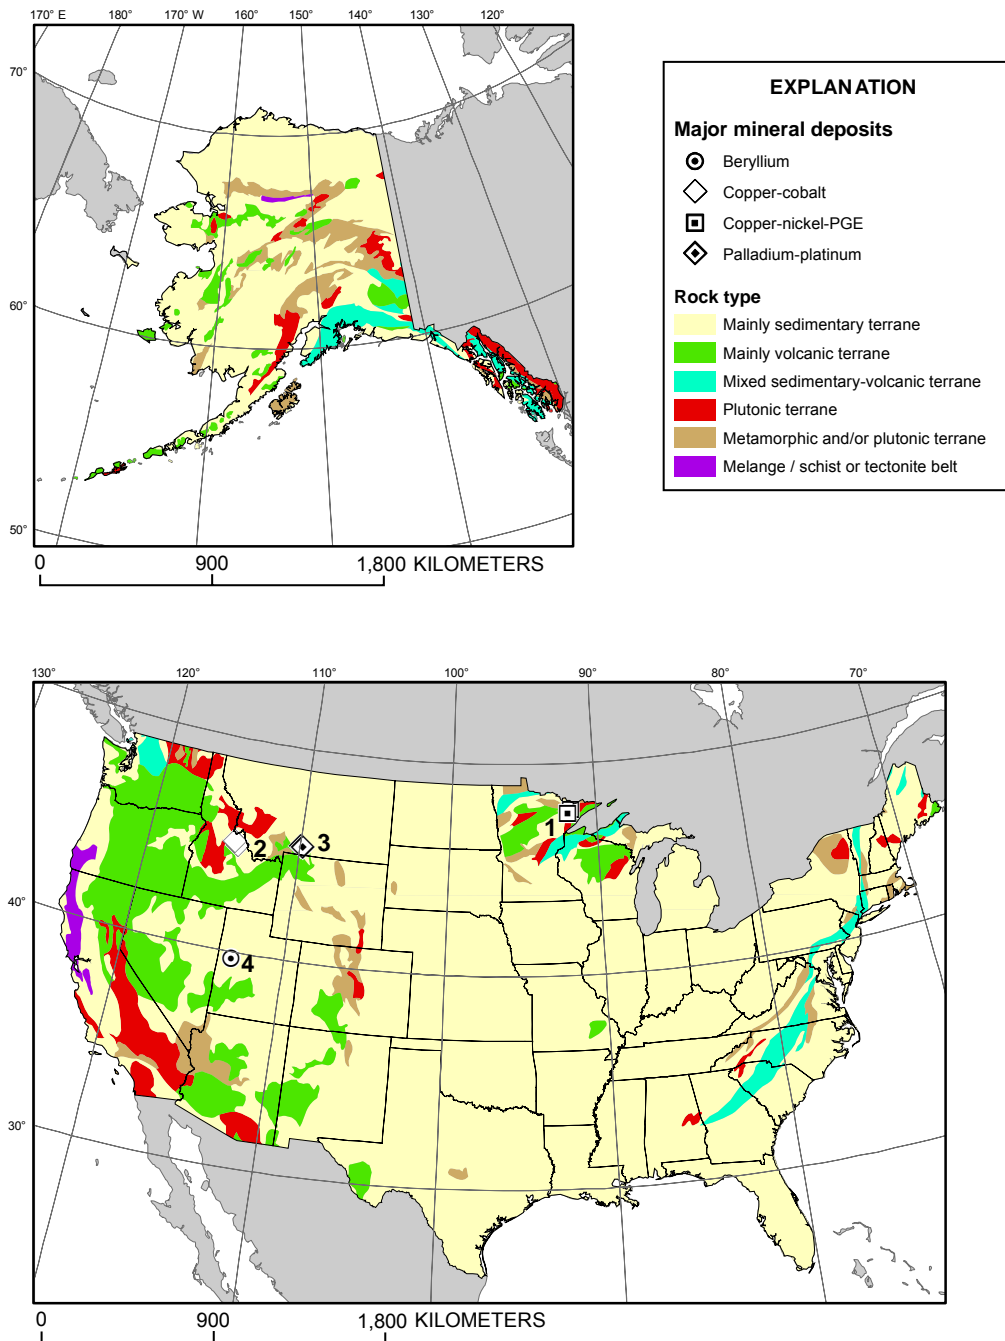 170° E 180° 170° W 160° 150° 140° 130° 120°
70°
60°
50°
0 900 1,800 KILOMETERS
EXPLANATION
Major mineral deposits
Beryllium
Copper-cobalt
Copper-nickel-PGE
Palladium-platinum
Rock type
Mainly sedimentary terrane
Mainly volcanic terrane
Mixed sedimentary-volcanic terrane
Plutonic terrane
Metamorphic and/or plutonic terrane
Melange / schist or tectonite belt
130° 120° 110° 100° 90° 80° 70°
1
2
3
40°
4
30°
0 900 1,800 KILOMETERS